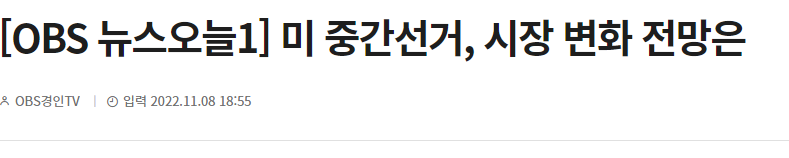 [OBS 뉴스오늘1] 미 중간선거, 시장 변화 전망은
OBS경인TV | 입력 2022.11.08 18:55